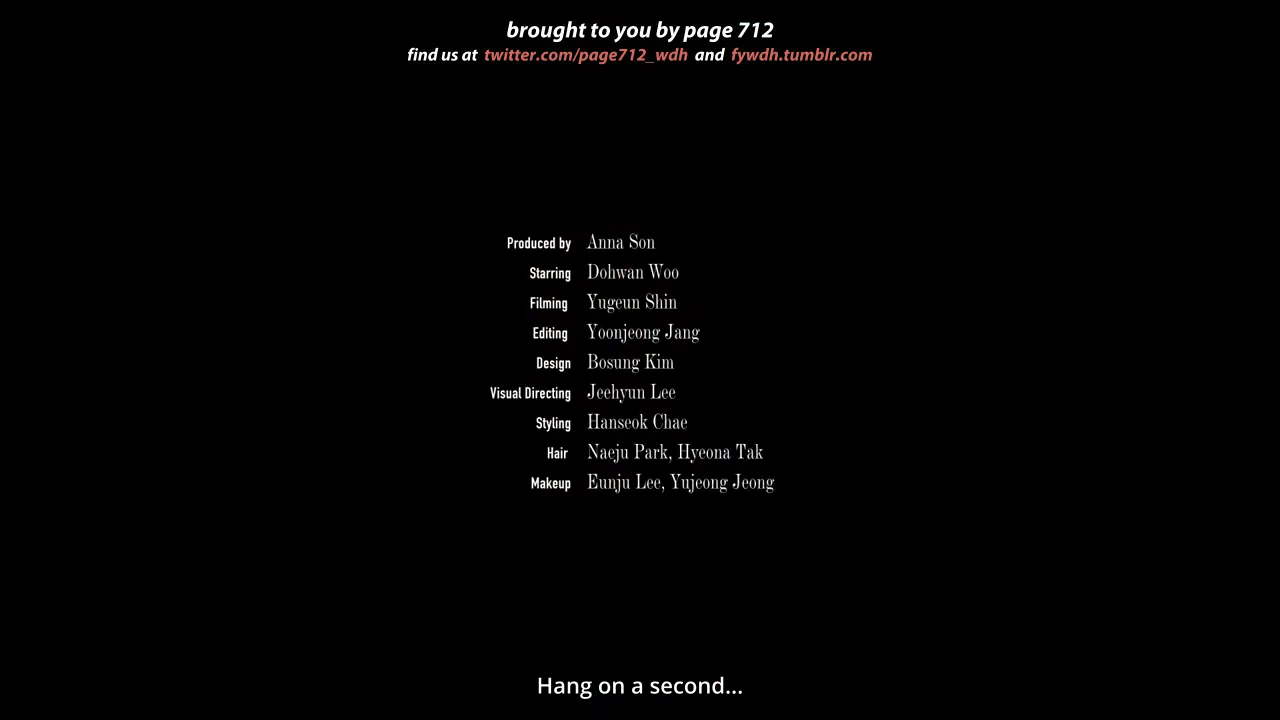 brought to you by page 712
find us at twitter.com/page712_wdh and fywdh.tumblr.com
Produced by Anna Son
Starring Dohwan Woo
Filming Yugeun Shin
Editing Yoonjeong Jang
Design Bosung Kim
Visual Directing Jeehyun Lee
Styling Hanseok Chae
Hair Naeju Park, Hyeona Tak
Makeup Eunju Lee, Yujeong Jeong
Hang on a second...